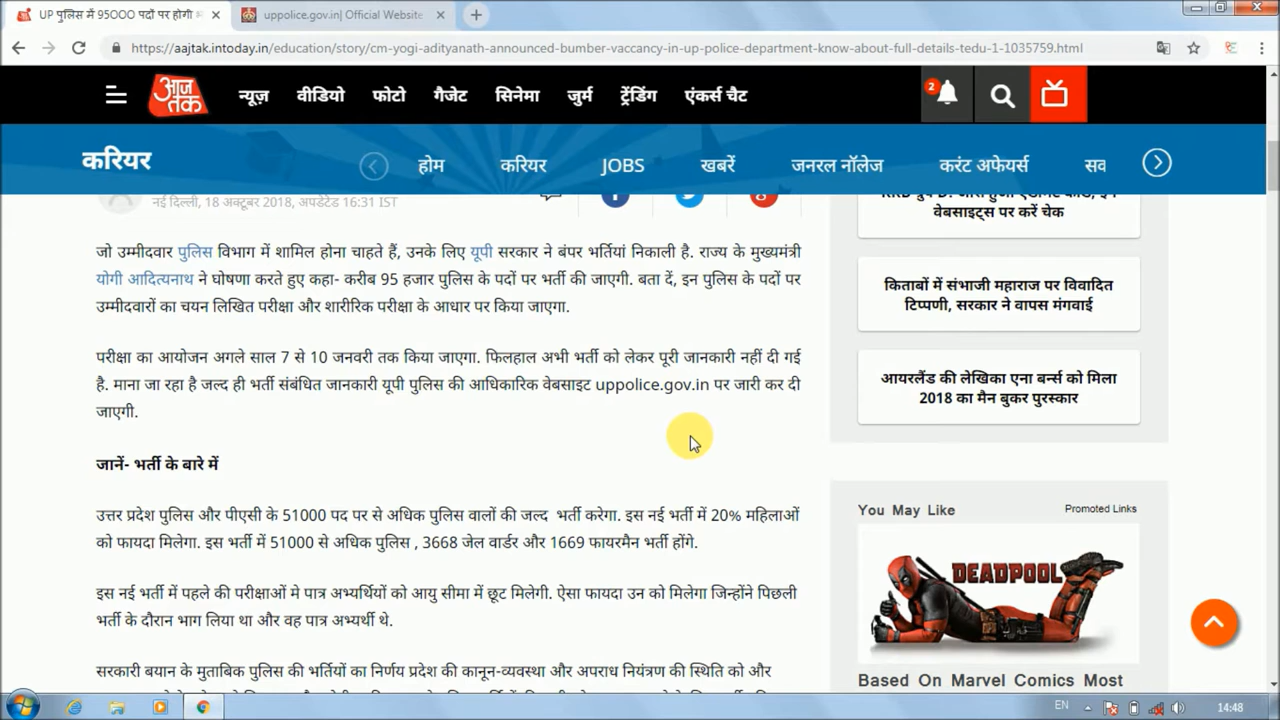 UP पुलिस में 95000 पदों पर होगी
uppolice.gov.in| Official Website
https://aajtak.intoday.in/education/story/cm-yogi-adityanath-announced-bumber-vaccancy-in-up-police-department-know-about-full-details-tedu-1-1035759.html
आज तक
न्यूज़ वीडियो फोटो गैजेट सिनेमा जुर्म ट्रेंडिंग एंकर्स चैट
2
करियर
होम करियर JOBS खबरें जनरल नॉलेज करंट अफेयर्स सक
नई दिल्ली, 18 अक्टूबर 2018, अपडेटेड 16:31 IST
जो उम्मीदवार पुलिस विभाग में शामिल होना चाहते हैं, उनके लिए यूपी सरकार ने बंपर भर्तियां निकाली है. राज्य के मुख्यमंत्री
योगी आदित्यनाथ ने घोषणा करते हुए कहा- करीब 95 हजार पुलिस के पदों पर भर्ती की जाएगी. बता दें, इन पुलिस के पदों पर
उम्मीदवारों का चयन लिखित परीक्षा और शारीरिक परीक्षा के आधार पर किया जाएगा.
परीक्षा का आयोजन अगले साल 7 से 10 जनवरी तक किया जाएगा. फिलहाल अभी भर्ती को लेकर पूरी जानकारी नहीं दी गई
है. माना जा रहा है जल्द ही भर्ती संबंधित जानकारी यूपी पुलिस की आधिकारिक वेबसाइट uppolice.gov.in पर जारी कर दी
जाएगी.
जानें- भर्ती के बारे में
उत्तर प्रदेश पुलिस और पीएसी के 51000 पद पर से अधिक पुलिस वालों की जल्द भर्ती करेगा. इस नई भर्ती में 20% महिलाओं
को फायदा मिलेगा. इस भर्ती में 51000 से अधिक पुलिस , 3668 जेल वार्डर और 1669 फायरमैन भर्ती होंगे.
इस नई भर्ती में पहले की परीक्षाओं मे पात्र अभ्यर्थियों को आयु सीमा में छूट मिलेगी. ऐसा फायदा उन को मिलेगा जिन्होंने पिछली
भर्ती के दौरान भाग लिया था और वह पात्र अभ्यर्थी थे.
सरकारी बयान के मुताबिक पुलिस की भर्तियों का निर्णय प्रदेश की कानून-व्यवस्था और अपराध नियंत्रण की स्थिति को और
वेबसाइट्स पर करें चेक
किताबों में संभाजी महाराज पर विवादित
टिप्पणी, सरकार ने वापस मंगवाई
आयरलैंड की लेखिका एना बर्न्स को मिला
2018 का मैन बुकर पुरस्कार
You May Like Promoted Links
DEADPOOL
Based On Marvel Comics Most
EN 14:48